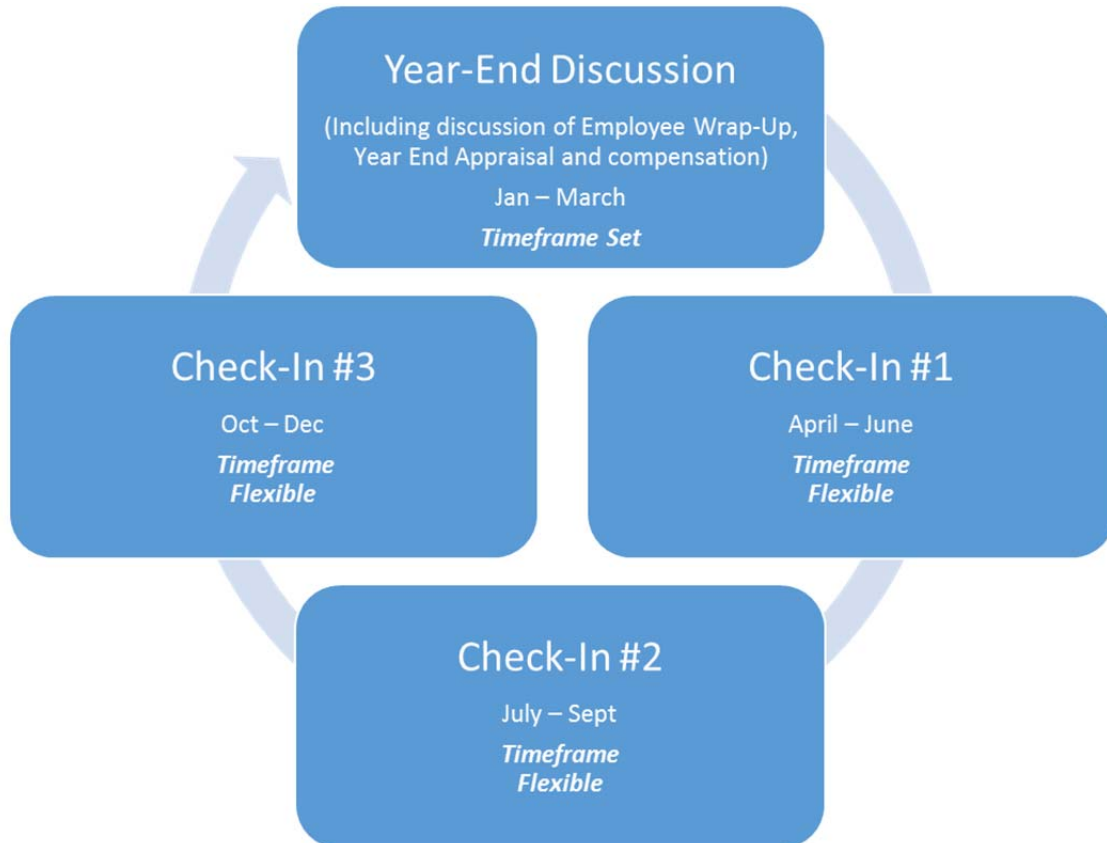 Year-End Discussion
(Including discussion of Employee Wrap-Up,
Year End Appraisal and compensation)
Jan – March
Timeframe Set
Check-In #1
April – June
Timeframe
Flexible
Check-In #2
July – Sept
Timeframe
Flexible
Check-In #3
Oct – Dec
Timeframe
Flexible